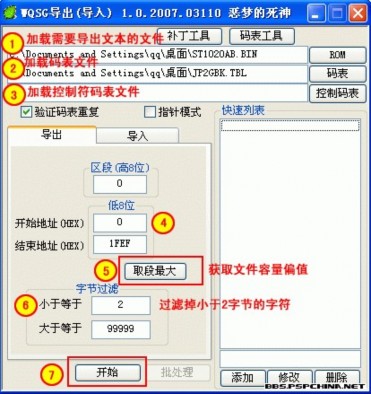 WQSG导出(导入) 1.0.2007.03110 恶梦的死神
① 加载需要导出文本的文件 补丁工具 码表工具
:\Documents and Settings\qq\桌面\ST1020AB.BIN ROM
② 加载码表文件
:\Documents and Settings\qq\桌面\JP2GBK.TBL 码表
③ 加载控制符码表文件 控制码表
验证码表重复 指针模式 快速列表
导出 导入
区段(高8位)
0
低8位
开始地址(HEX) 0 ④
结束地址(HEX) 1FEF
⑤ 取段最大 获取文件容量偏值
字节过滤
⑥ 小于等于 2 过滤掉小于2字节的字符
大于等于 99999
⑦ 开始 批处理
添加 修改 删除
BBS.PSPCHINA.NET